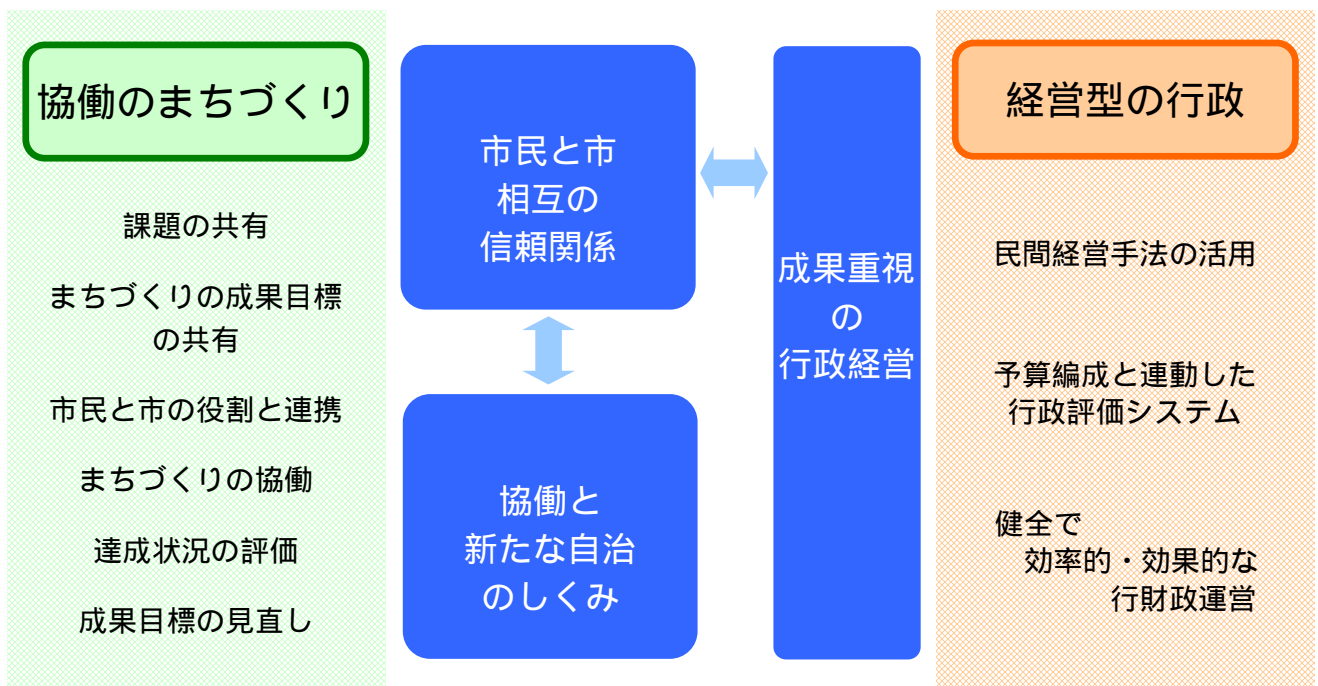 協働のまちづくり
課題の共有
まちづくりの成果目標
の共有
市民と市の役割と連携
まちづくりの協働
達成状況の評価
成果目標の見直し
市民と市
相互の
信頼関係
協働と
新たな自治
のしくみ
成果重視
の
行政経営
経営型の行政
民間経営手法の活用
予算編成と連動した
行政評価システム
健全で
効率的・効果的な
行財政運営